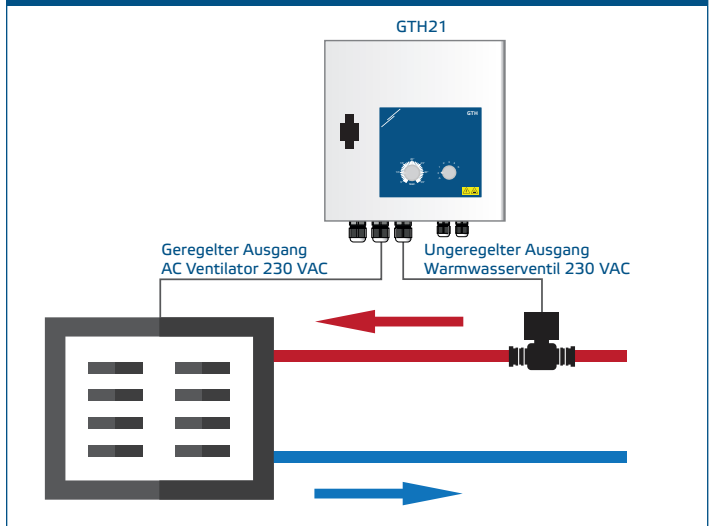 GTH21
GTH
Geregelter Ausgang
AC Ventilator 230 VAC
Ungeregelter Ausgang
Warmwasserventil 230 VAC